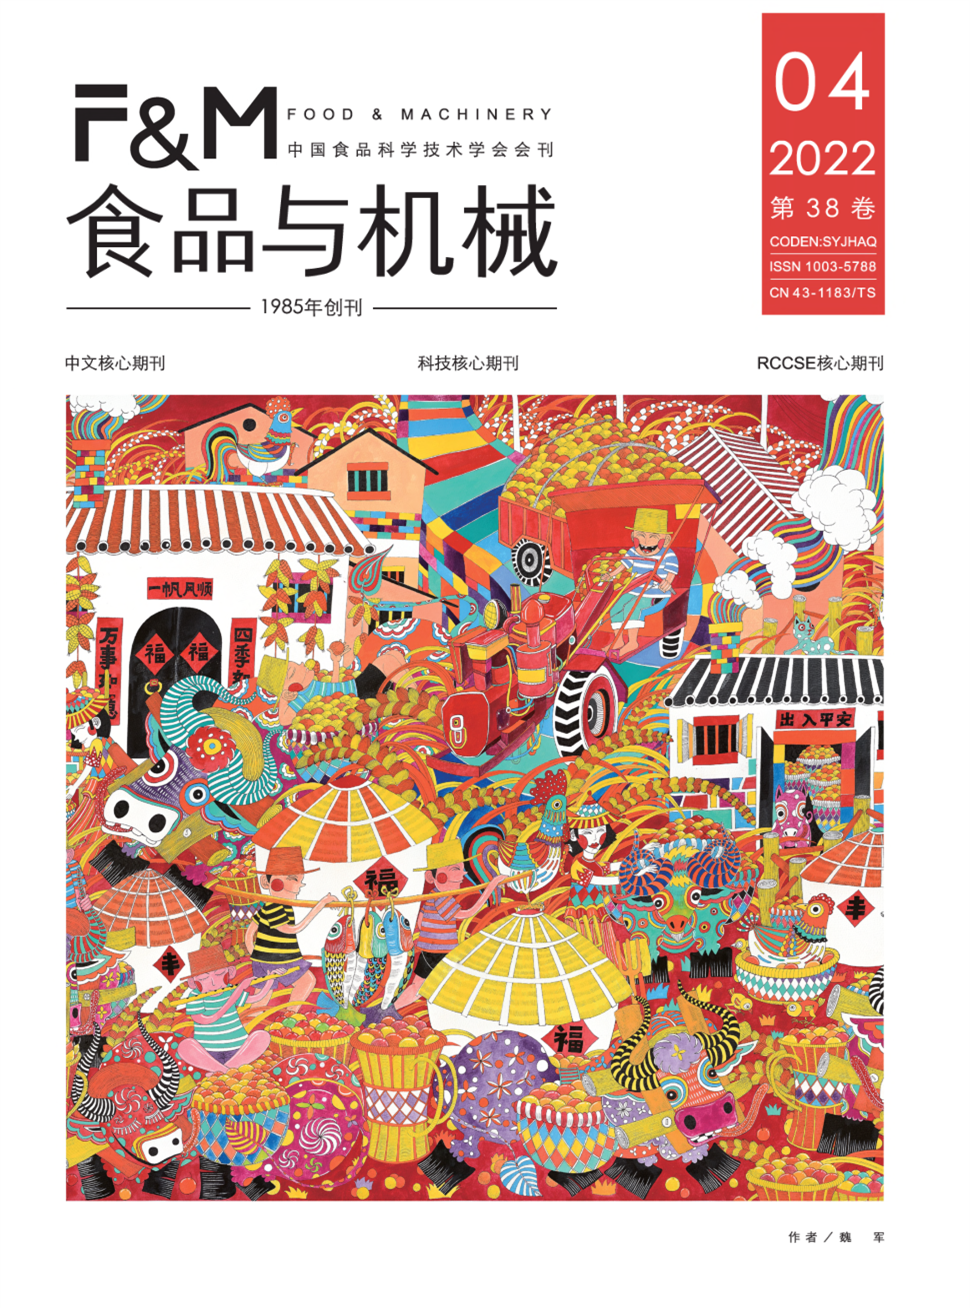 F&M
FOOD & MACHINERY
中国食品科学技术学会会刊
食品与机械
1985年创刊
04
2022
第 38 卷
CODEN:SYJHAQ
ISSN 1003-5788
CN 43-1183/TS
中文核心期刊
科技核心期刊
RCCSE核心期刊
一帆风顺
万事如意
四季
福
福
出入平安
福
丰
丰
福
作者／魏 军